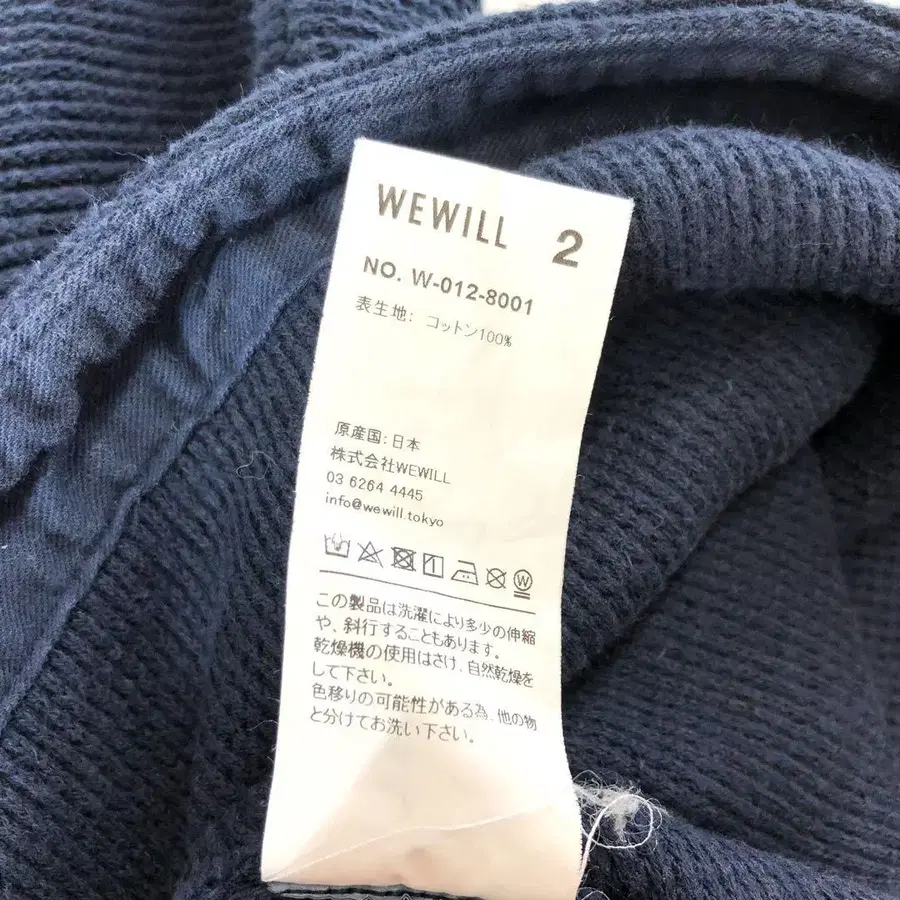 WEWILL 2
NO. W-012-8001
表生地: コットン100%
原産国:日本
株式会社WEWILL
03 6264 4445
info@wewill.tokyo
W
この製品は洗濯により多少の伸縮
や、斜行することもあります。
乾燥機の使用はさけ、自然乾燥を
して下さい。
色移りの可能性がある為、他の物
と分けてお洗い下さい。